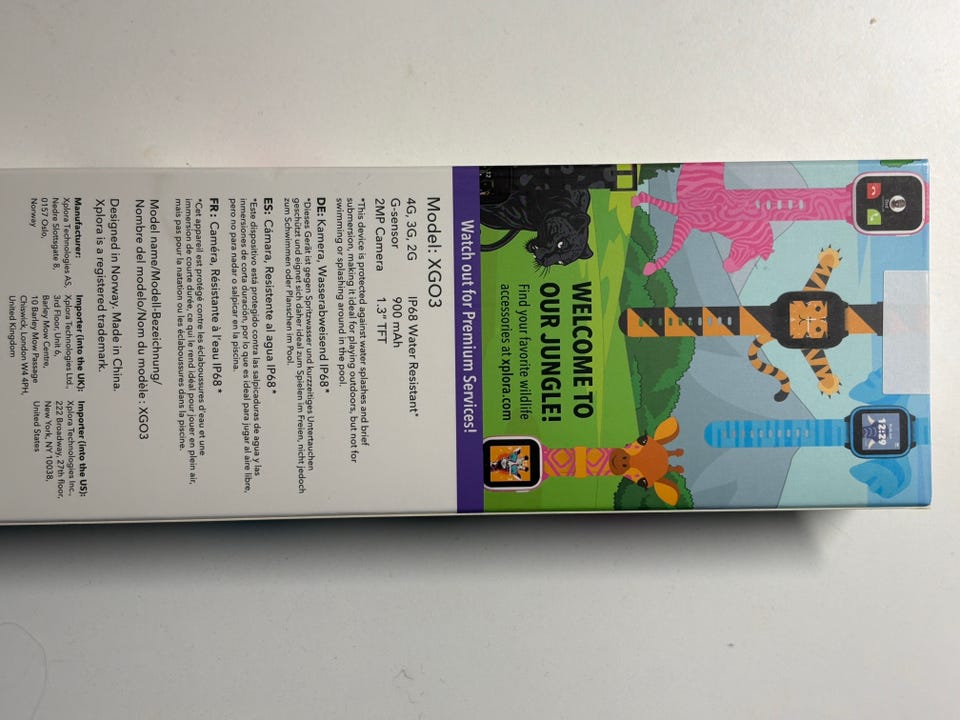 12:29
WELCOME TO
OUR JUNGLE!
Find your favorite wildlife
accessories at xplora.com
Watch out for Premium Services!
Model: XGO3
4G, 3G, 2G
IP68 Water Resistant*
G-sensor
900 mAh
2MP Camera
1.3" TFT
*This device is protected against water splashes and brief
submersion, making it ideal for playing outdoors, but not for
swimming or splashing around in the pool.
DE: Kamera, Wasserabweisend IP68*
*Dieses Gerät ist gegen Spritzwasser und kurzzeitiges Untertauchen
geschützt und eignet sich daher ideal zum Spielen im Freien, nicht jedoch
zum Schwimmen oder Planschen im Pool.
ES: Cámara, Resistente al agua IP68*
*Este dispositivo está protegido contra las salpicaduras de agua y las
inmersiones de corta duración, por lo que es ideal para jugar al aire libre,
pero no para nadar o salpicar en la piscina.
FR : Caméra, Résistante à l'eau IP68*
*Cet appareil est protégé contre les éclaboussures d'eau et une
immersion de courte durée, ce qui le rend idéal pour jouer en plein air,
mais pas pour la natation ou les éclaboussures dans la piscine.
Model name/Modell-Bezeichnung/
Nombre del modelo/Nom du modèle : XGO3
Designed in Norway. Made in China.
Xplora is a registered trademark.
Manufacturer:
Xplora Technologies AS,
Nedre Slottsgate 8,
0157 Oslo,
Norway
Importer (into the UK):
Xplora Technologies Ltd.,
3rd Floor, Unit 6,
Barley Mow Centre,
10 Barley Mow Passage
Chiswick, London W4 4PH,
United Kingdom
Importer (into the US):
Xplora Technologies Inc.,
222 Broadway, 27th floor,
New York, NY 10038,
United States